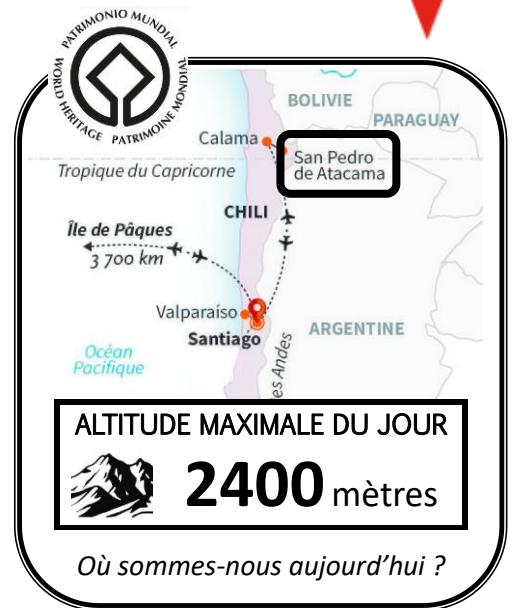 PATRIMONIO MUNDIAL
WORLD HERITAGE
PATRIMOINE MONDIAL
BOLIVIE
PARAGUAY
Calama
San Pedro
de Atacama
Tropique du Capricorne
CHILI
Île de Pâques
3 700 km
Valparaíso
Santiago
ARGENTINE
Océan
Pacifique
es Andes
ALTITUDE MAXIMALE DU JOUR
2400 mètres
Où sommes-nous aujourd’hui ?